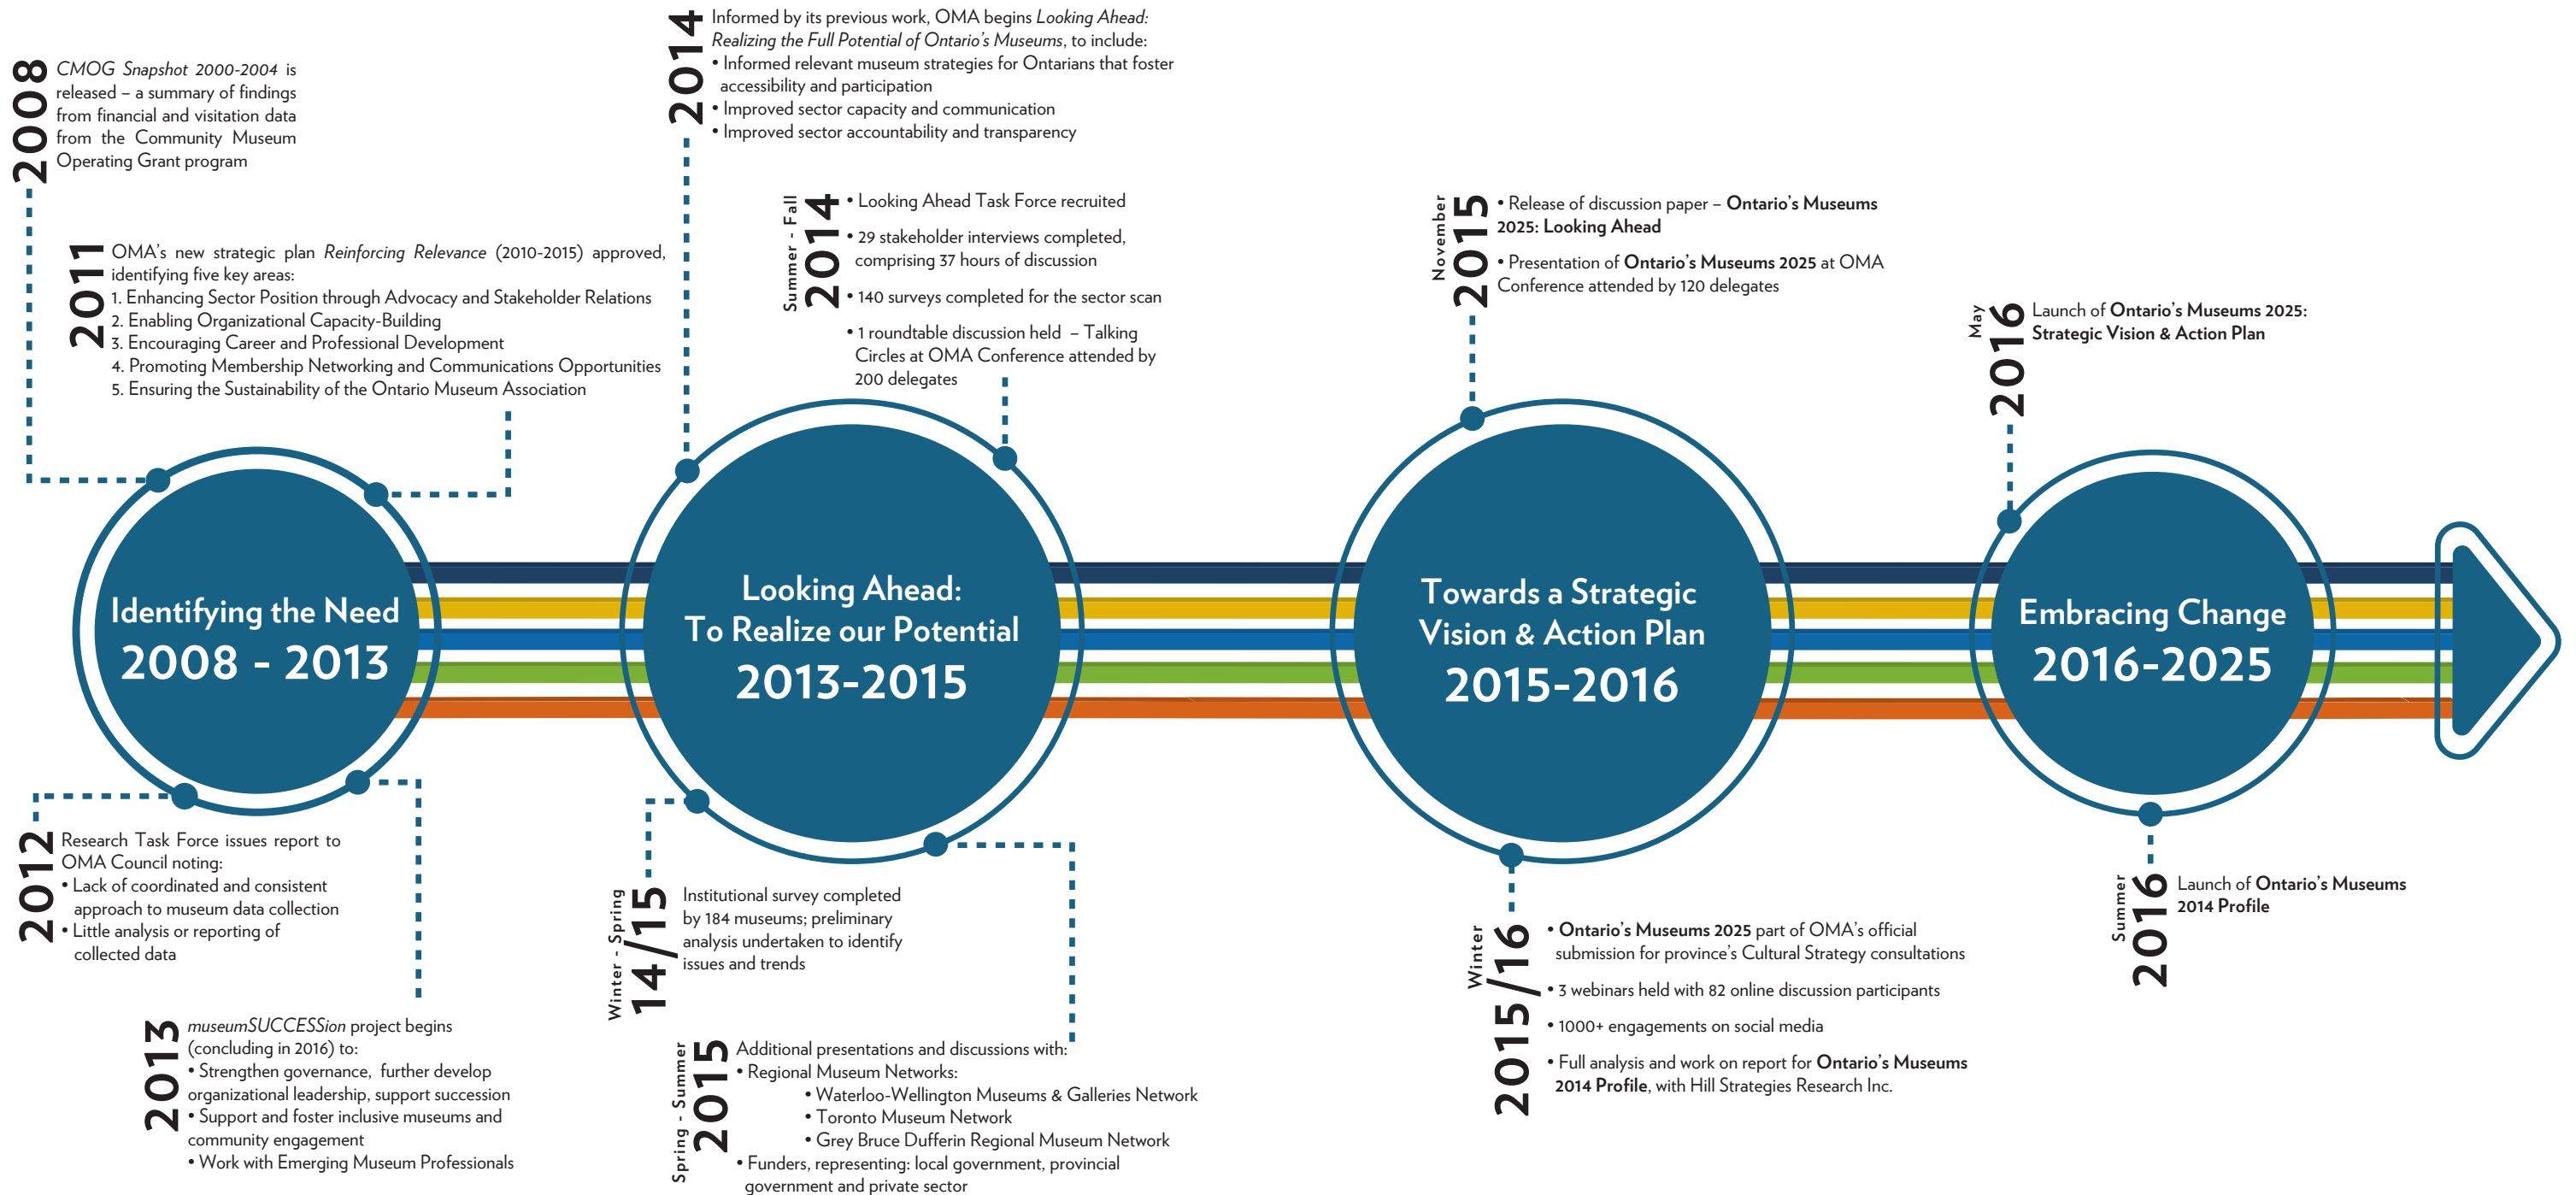 2008
CMOG Snapshot 2000-2004 is
released – a summary of findings
from financial and visitation data
from the Community Museum
Operating Grant program
2011
OMA's new strategic plan Reinforcing Relevance (2010-2015) approved,
identifying five key areas:
1. Enhancing Sector Position through Advocacy and Stakeholder Relations
2. Enabling Organizational Capacity-Building
3. Encouraging Career and Professional Development
4. Promoting Membership Networking and Communications Opportunities
5. Ensuring the Sustainability of the Ontario Museum Association
Identifying the Need
2008 - 2013
2012
Research Task Force issues report to
OMA Council noting:
• Lack of coordinated and consistent
approach to museum data collection
• Little analysis or reporting of
collected data
2013
museumSUCCESSion project begins
(concluding in 2016) to:
• Strengthen governance, further develop
organizational leadership, support succession
• Support and foster inclusive museums and
community engagement
• Work with Emerging Museum Professionals
2014
Informed by its previous work, OMA begins Looking Ahead:
Realizing the Full Potential of Ontario's Museums, to include:
• Informed relevant museum strategies for Ontarians that foster
accessibility and participation
• Improved sector capacity and communication
• Improved sector accountability and transparency
Summer - Fall
2014
• Looking Ahead Task Force recruited
• 29 stakeholder interviews completed,
comprising 37 hours of discussion
• 140 surveys completed for the sector scan
• 1 roundtable discussion held – Talking
Circles at OMA Conference attended by
200 delegates
Looking Ahead:
To Realize our Potential
2013-2015
Winter - Spring
14/15
Institutional survey completed
by 184 museums; preliminary
analysis undertaken to identify
issues and trends
Spring - Summer
2015
Additional presentations and discussions with:
• Regional Museum Networks:
• Waterloo-Wellington Museums & Galleries Network
• Toronto Museum Network
• Grey Bruce Dufferin Regional Museum Network
• Funders, representing: local government, provincial
government and private sector
November
2015
• Release of discussion paper – Ontario's Museums
2025: Looking Ahead
• Presentation of Ontario's Museums 2025 at OMA
Conference attended by 120 delegates
Towards a Strategic
Vision & Action Plan
2015-2016
Winter
2015/16
• Ontario's Museums 2025 part of OMA's official
submission for province's Cultural Strategy consultations
• 3 webinars held with 82 online discussion participants
• 1000+ engagements on social media
• Full analysis and work on report for Ontario's Museums
2014 Profile, with Hill Strategies Research Inc.
May
2016
Launch of Ontario's Museums 2025:
Strategic Vision & Action Plan
Embracing Change
2016-2025
Summer
2016
Launch of Ontario's Museums
2014 Profile